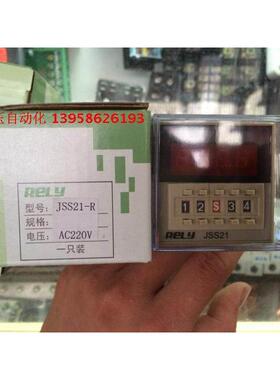 压自动化 13958626193
RELY
型号: JSS21-R
规格:
电压: AC220V
一只装
1 2 S 3 4
RELY JSS21